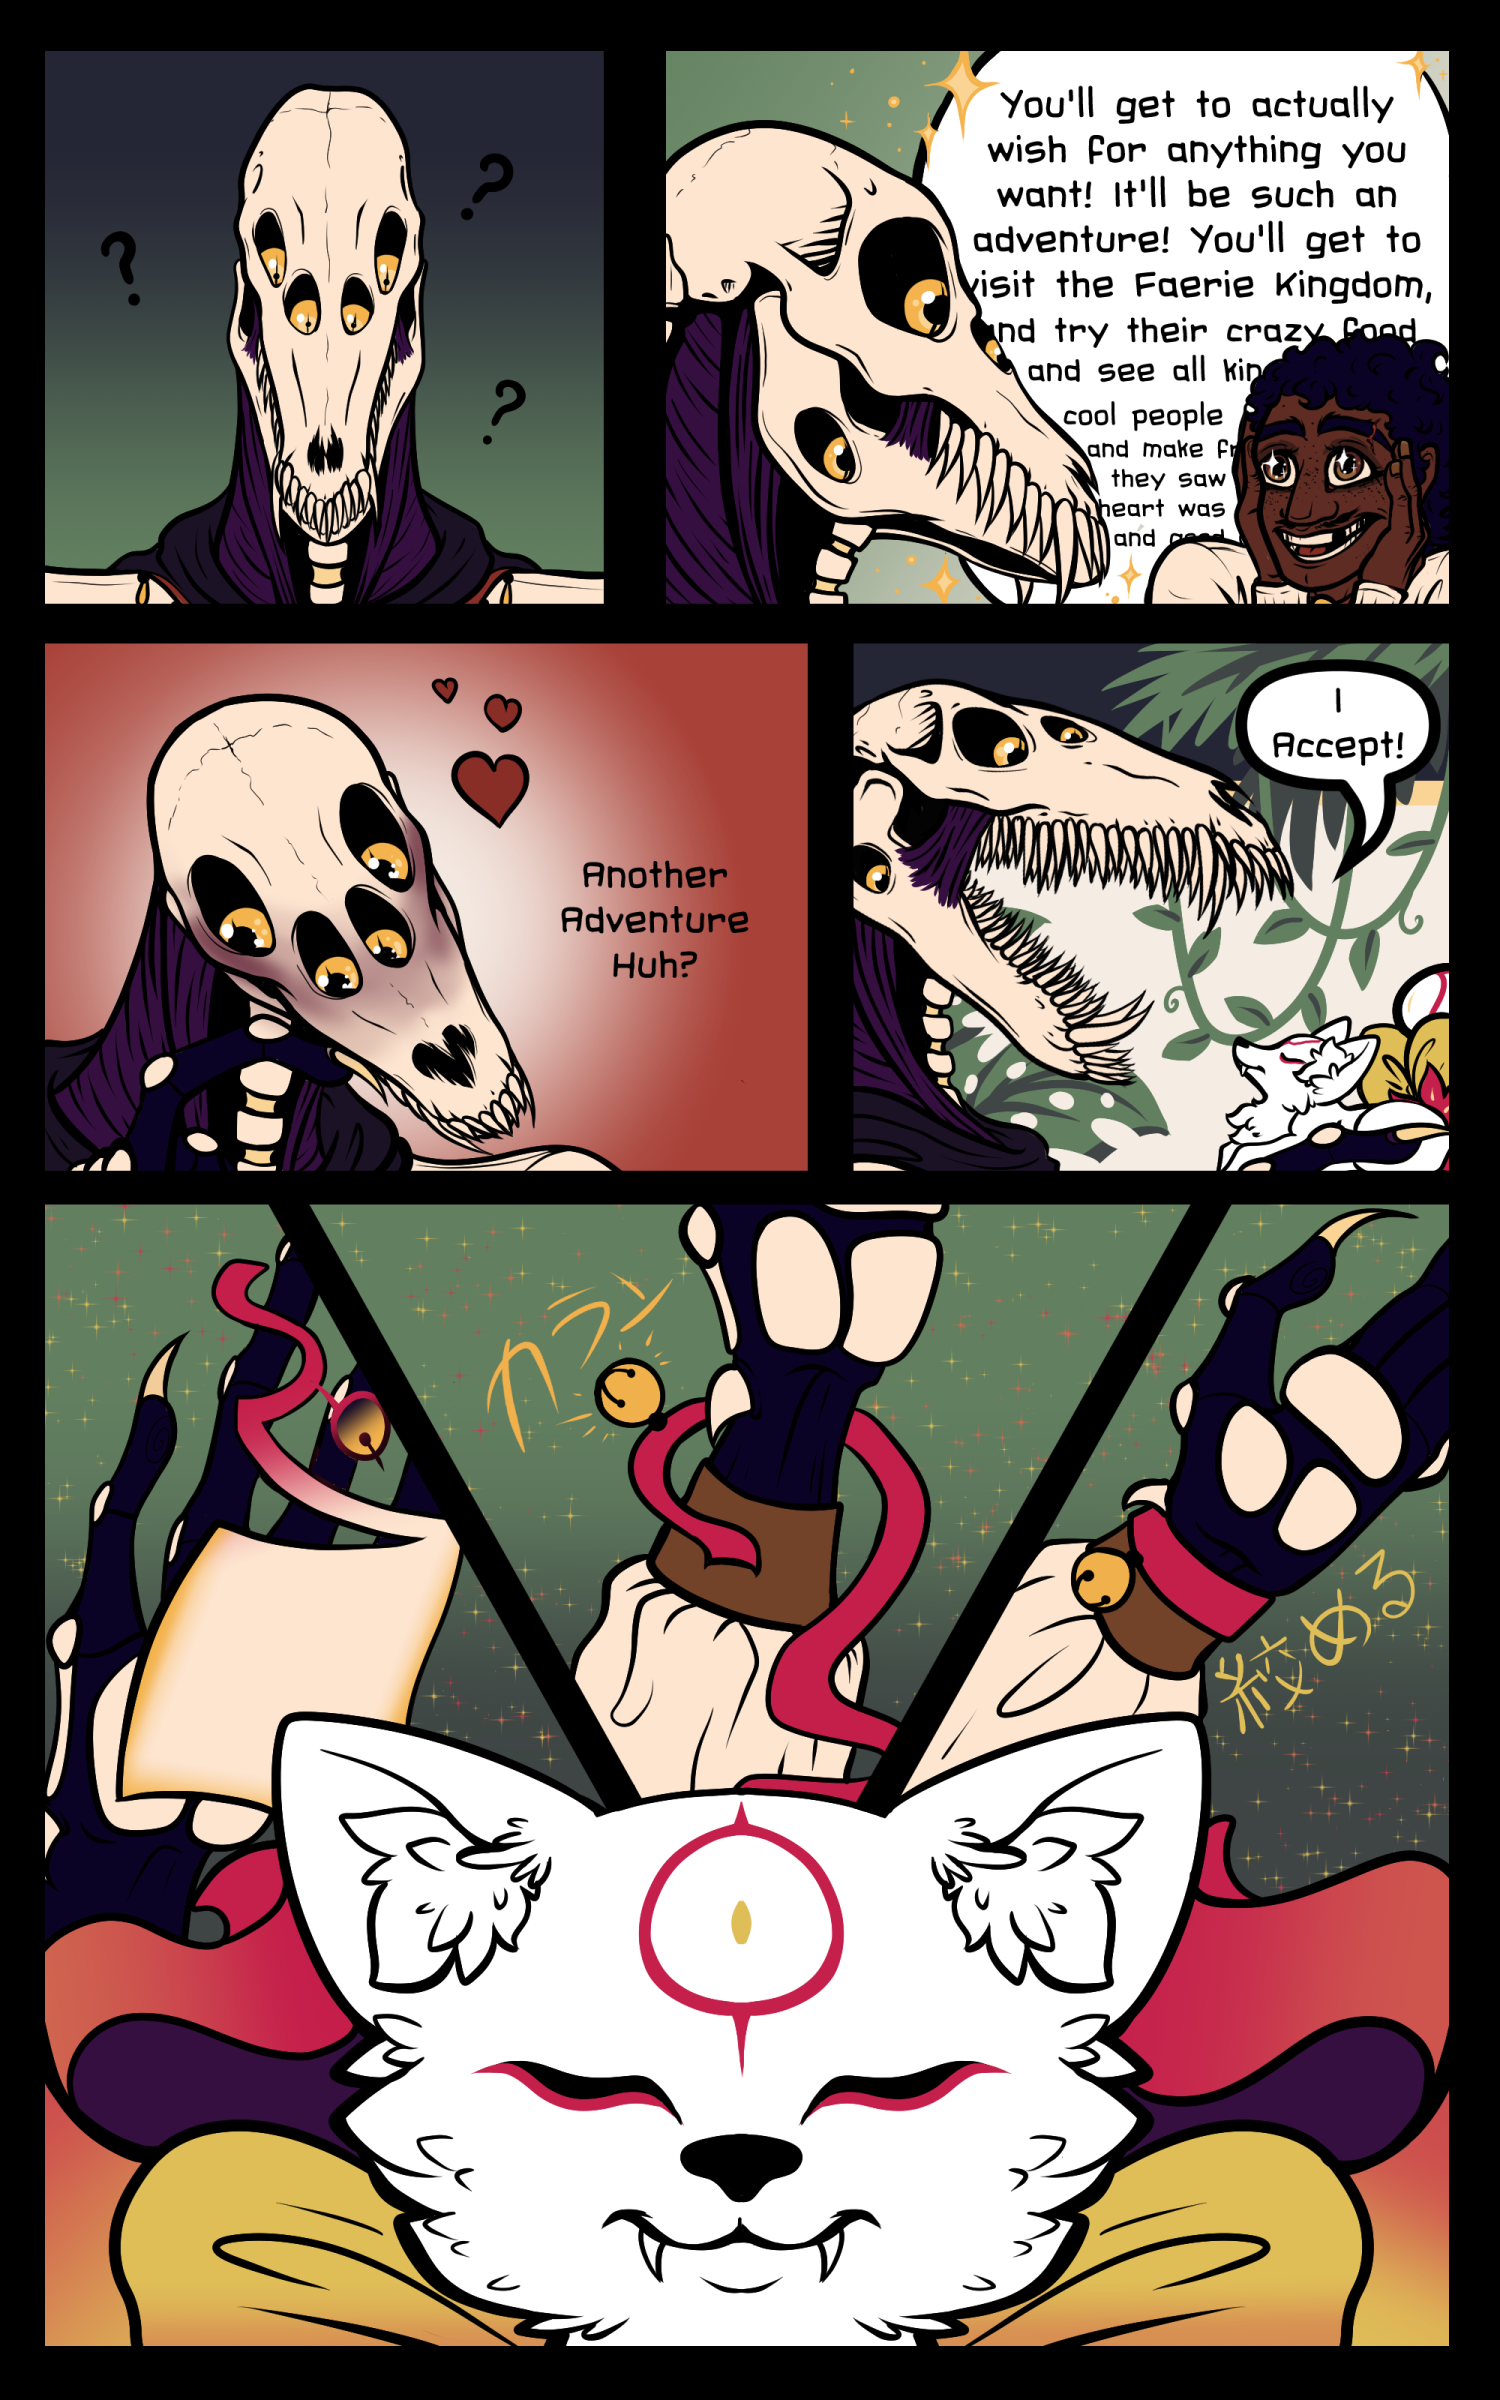 ? ? ?
You'll get to actually
wish for anything you
want! It'll be such an
adventure! You'll get to
visit the Faerie Kingdom,
and try their crazy food
and see all
cool people
and make
they saw
heart was
and
Another
Adventure
Huh?
I
Accept!
カラン
絞める